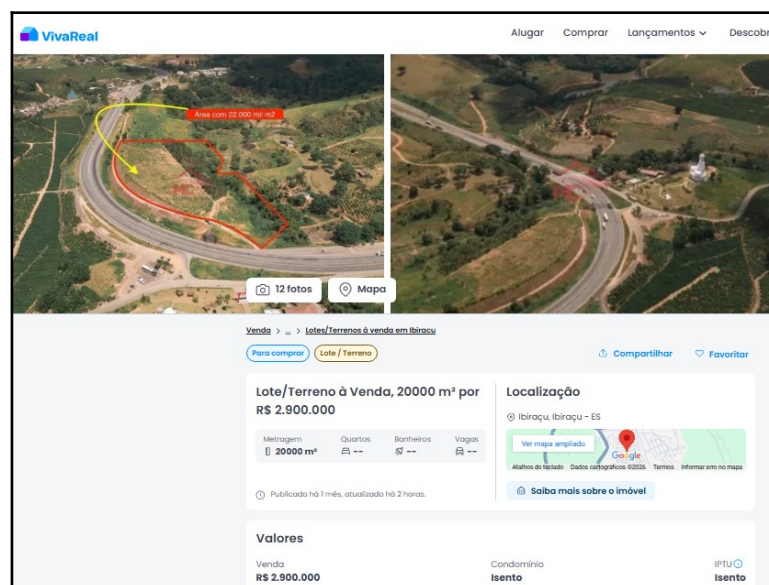 VivaReal
Alugar Comprar Lançamentos Descobr
Área com 22.000 mil m2
12 fotos
Mapa
Venda > ... > Lotes/Terrenos à venda em Ibiraçu
Para comprar
Lote / Terreno
Compartilhar
Favoritar
Lote/Terreno à Venda, 20000 m² por
R$ 2.900.000
Metragem Quartos Banheiros Vagas
20000 m² -- -- --
Publicado há 1 mês, atualizado há 2 horas.
Localização
Ibiraçu, Ibiraçu - ES
Ver mapa ampliado
Google
Atalhos do teclado Dados cartográficos ©2026 Termos Informar erro no mapa
Saiba mais sobre o imóvel
Valores
Venda Condomínio IPTU
R$ 2.900.000 Isento Isento